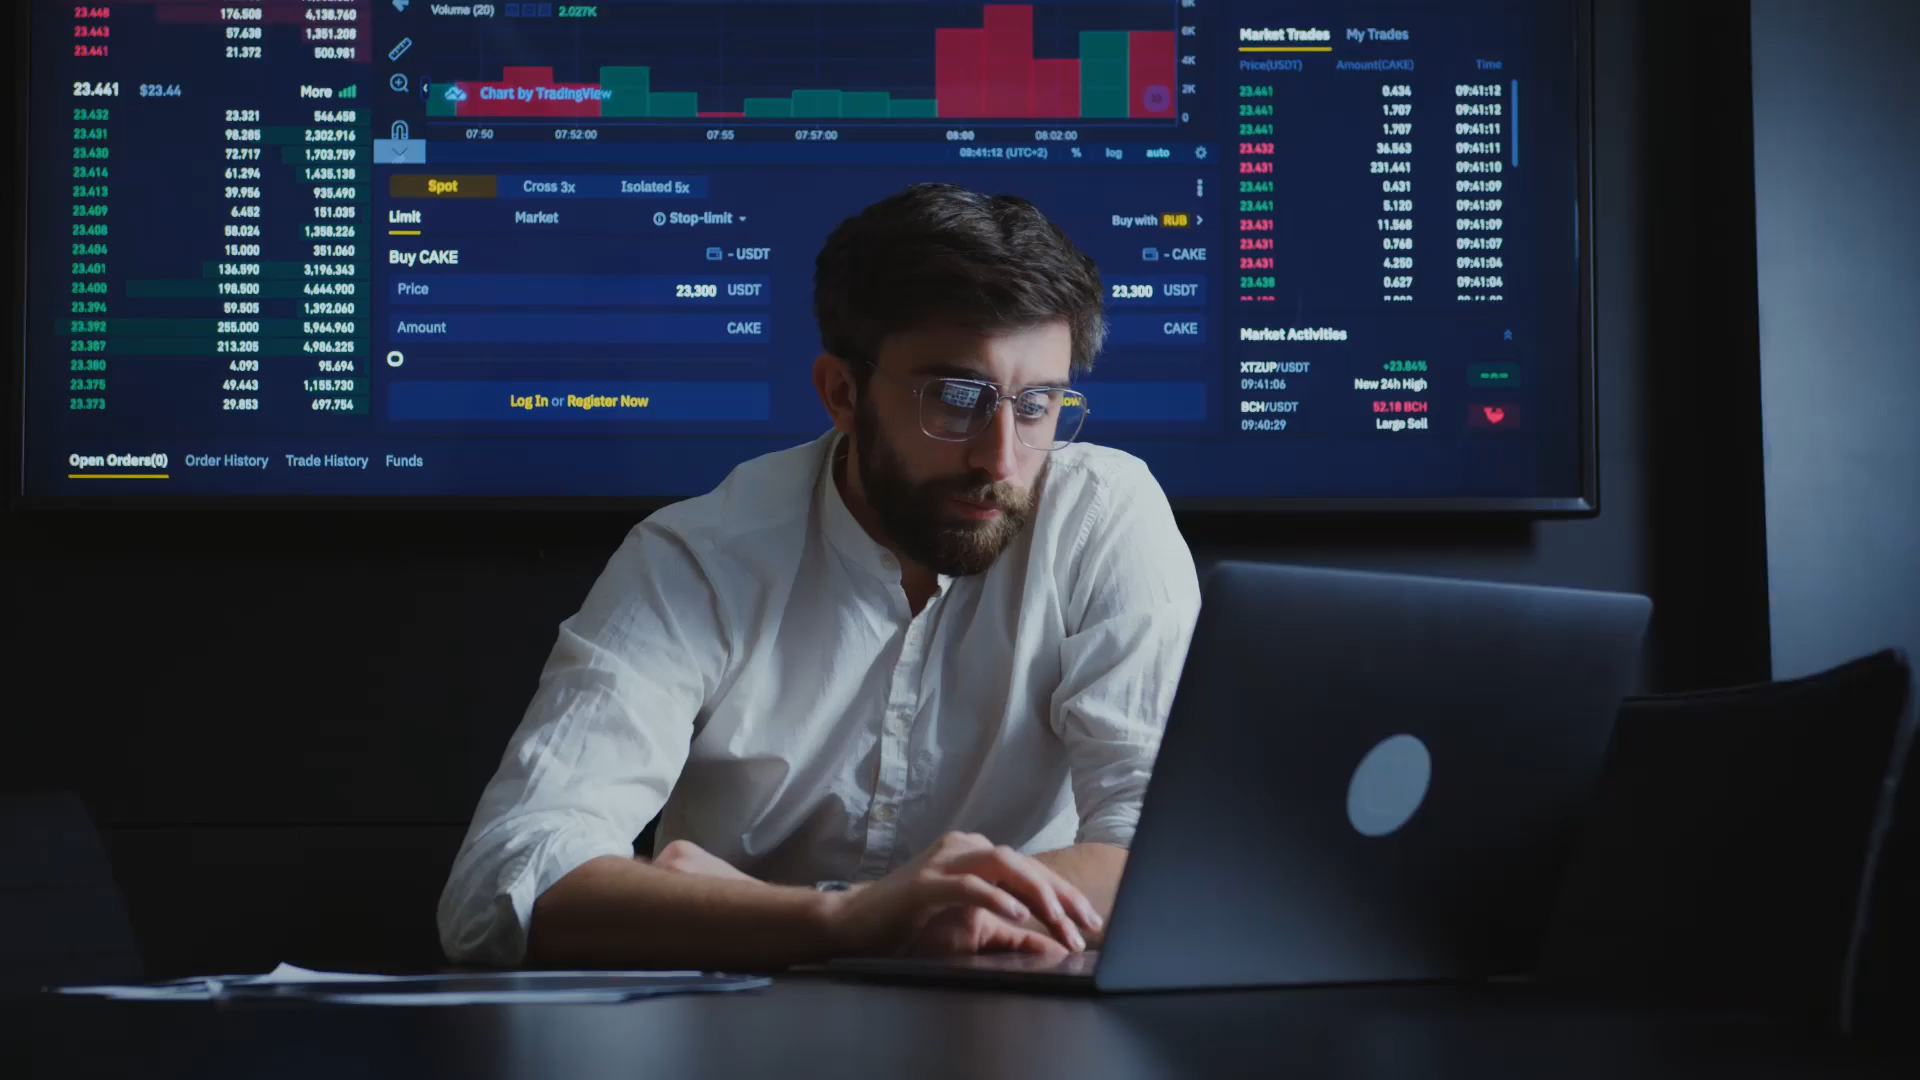 23.448 176.508 4,138.760
23.443 57.638 1,351.208
23.441 21.372 500.981
23.441 $23.44 More
23.432 23.321 546.458
23.431 98.285 2,302.916
23.430 72.717 1,703.759
23.414 61.294 1,435.138
23.413 39.956 935.490
23.409 6.452 151.035
23.408 58.024 1,358.226
23.404 15.000 351.060
23.401 136.590 3,196.343
23.400 198.500 4,644.900
23.394 59.505 1,392.060
23.392 255.000 5,964.960
23.387 213.205 4,986.225
23.380 4.093 95.694
23.375 49.443 1,155.730
23.373 29.853 697.754
Open Orders(0) Order History Trade History Funds
Volume (20) 2.027K
8K
6K
4K
2K
0
Chart by TradingView
07:50 07:52:00 07:55 07:57:00 08:00 08:02:00
09:41:12 (UTC+2) % log auto
Spot Cross 3x Isolated 5x
Limit Market Stop-limit
Buy with RUB
Buy CAKE - USDT
- CAKE
Price 23,300 USDT
23,300 USDT
Amount CAKE
CAKE
Log In or Register Now
Now
Market Trades My Trades
Price(USDT) Amount(CAKE) Time
23.441 0.434 09:41:12
23.441 1.707 09:41:12
23.441 1.707 09:41:11
23.432 36.563 09:41:11
23.431 231.441 09:41:10
23.441 0.431 09:41:09
23.441 5.120 09:41:09
23.431 11.568 09:41:09
23.431 0.768 09:41:07
23.431 4.250 09:41:04
23.438 0.627 09:41:04
Market Activities
XTZUP/USDT +23.84%
09:41:06 New 24h High
BCH/USDT 52.18 BCH
09:40:29 Large Sell